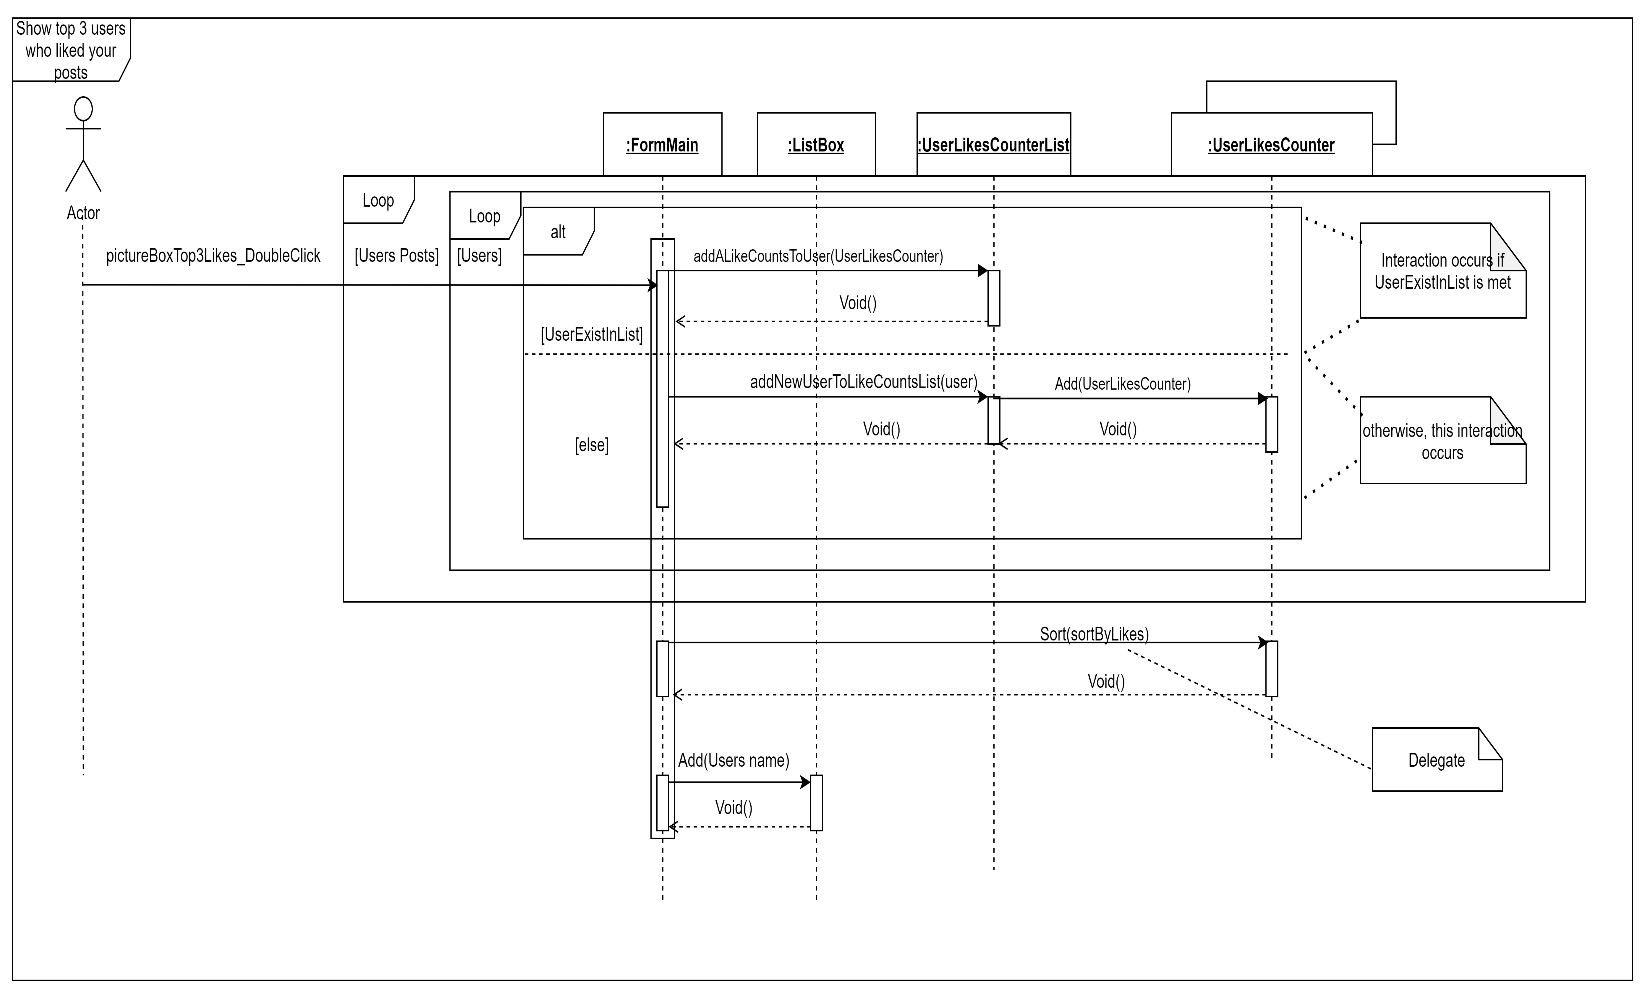 Show top 3 users
who liked your
posts
Actor
:FormMain
:ListBox
:UserLikesCounterList
:UserLikesCounter
Loop
Loop
alt
pictureBoxTop3Likes_DoubleClick
[Users Posts]
[Users]
addALikeCountsToUser(UserLikesCounter)
Interaction occurs if
UserExistInList is met
Void()
[UserExistInList]
addNewUserToLikeCountsList(user)
Add(UserLikesCounter)
Void()
Void()
[else]
otherwise, this interaction
occurs
Sort(sortByLikes)
Void()
Add(Users name)
Delegate
Void()